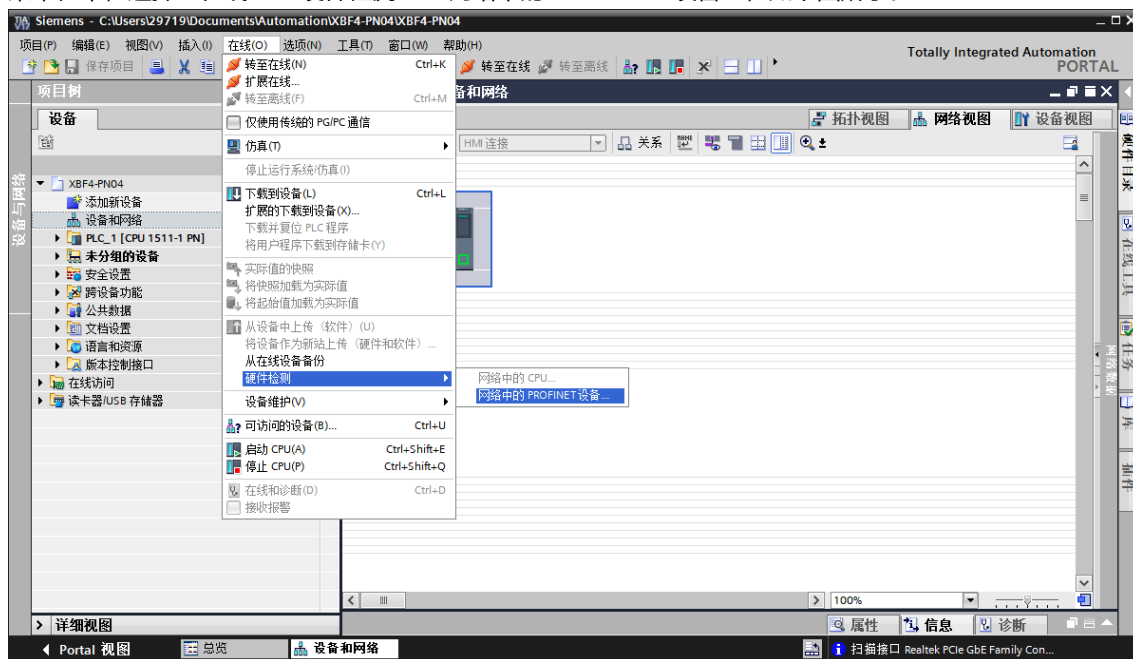 Siemens - C:\Users\29719\Documents\Automation\XBF4-PN04\XBF4-PN04
项目(P) 编辑(E) 视图(V) 插入(I) 在线(O) 选项(N) 工具(T) 窗口(W) 帮助(H)
Totally Integrated Automation
PORTAL
保存项目
转至在线
转至离线
项目树
备和网络
设备
拓扑视图
网络视图
设备视图
HMI 连接
关系
XBF4-PN04
添加新设备
设备和网络
PLC_1 [CPU 1511-1 PN]
未分组的设备
安全设置
跨设备功能
公共数据
文档设置
语言和资源
版本控制接口
在线访问
读卡器/USB 存储器
转至在线(N) Ctrl+K
扩展在线...
转至离线(F) Ctrl+M
仅使用传统的 PG/PC 通信
仿真(T)
停止运行系统/仿真(I)
下载到设备(L) Ctrl+L
扩展的下载到设备(X)...
下载并复位 PLC 程序
将用户程序下载到存储卡(Y)
实际值的快照
将快照加载为实际值
将起始值加载为实际值
从设备中上传（软件）(U)
将设备作为新站上传（硬件和软件）...
从在线设备备份
硬件检测
网络中的 CPU...
网络中的 PROFINET 设备...
设备维护(V)
可访问的设备(B)... Ctrl+U
启动 CPU(A) Ctrl+Shift+E
停止 CPU(P) Ctrl+Shift+Q
在线和诊断(D) Ctrl+D
接收报警
设备与网络
硬件目录
在线工具
任务
库
插件
网络数据
100%
详细视图
属性
信息
诊断
Portal 视图
总览
设备和网络
扫描接口 Realtek PCIe GbE Family Con...